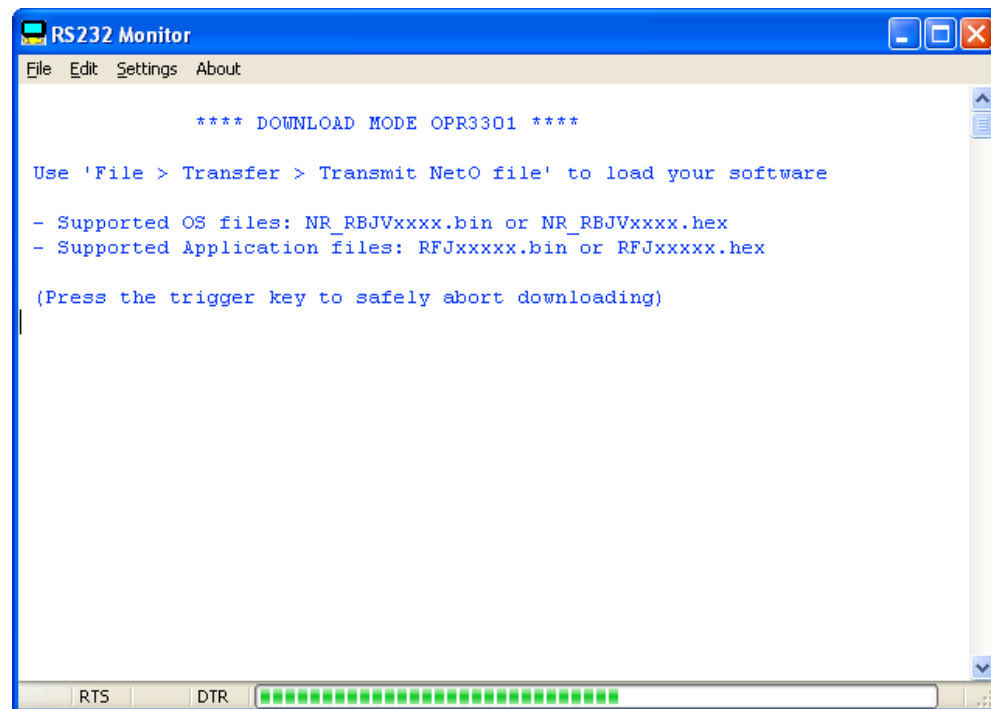 RS232 Monitor
File Edit Settings About
**** DOWNLOAD MODE OPR3301 ****
Use 'File > Transfer > Transmit NetO file' to load your software
- Supported OS files: NR_RBJVxxxx.bin or NR_RBJVxxxx.hex
- Supported Application files: RFJxxxxx.bin or RFJxxxxx.hex
(Press the trigger key to safely abort downloading)
RTS DTR